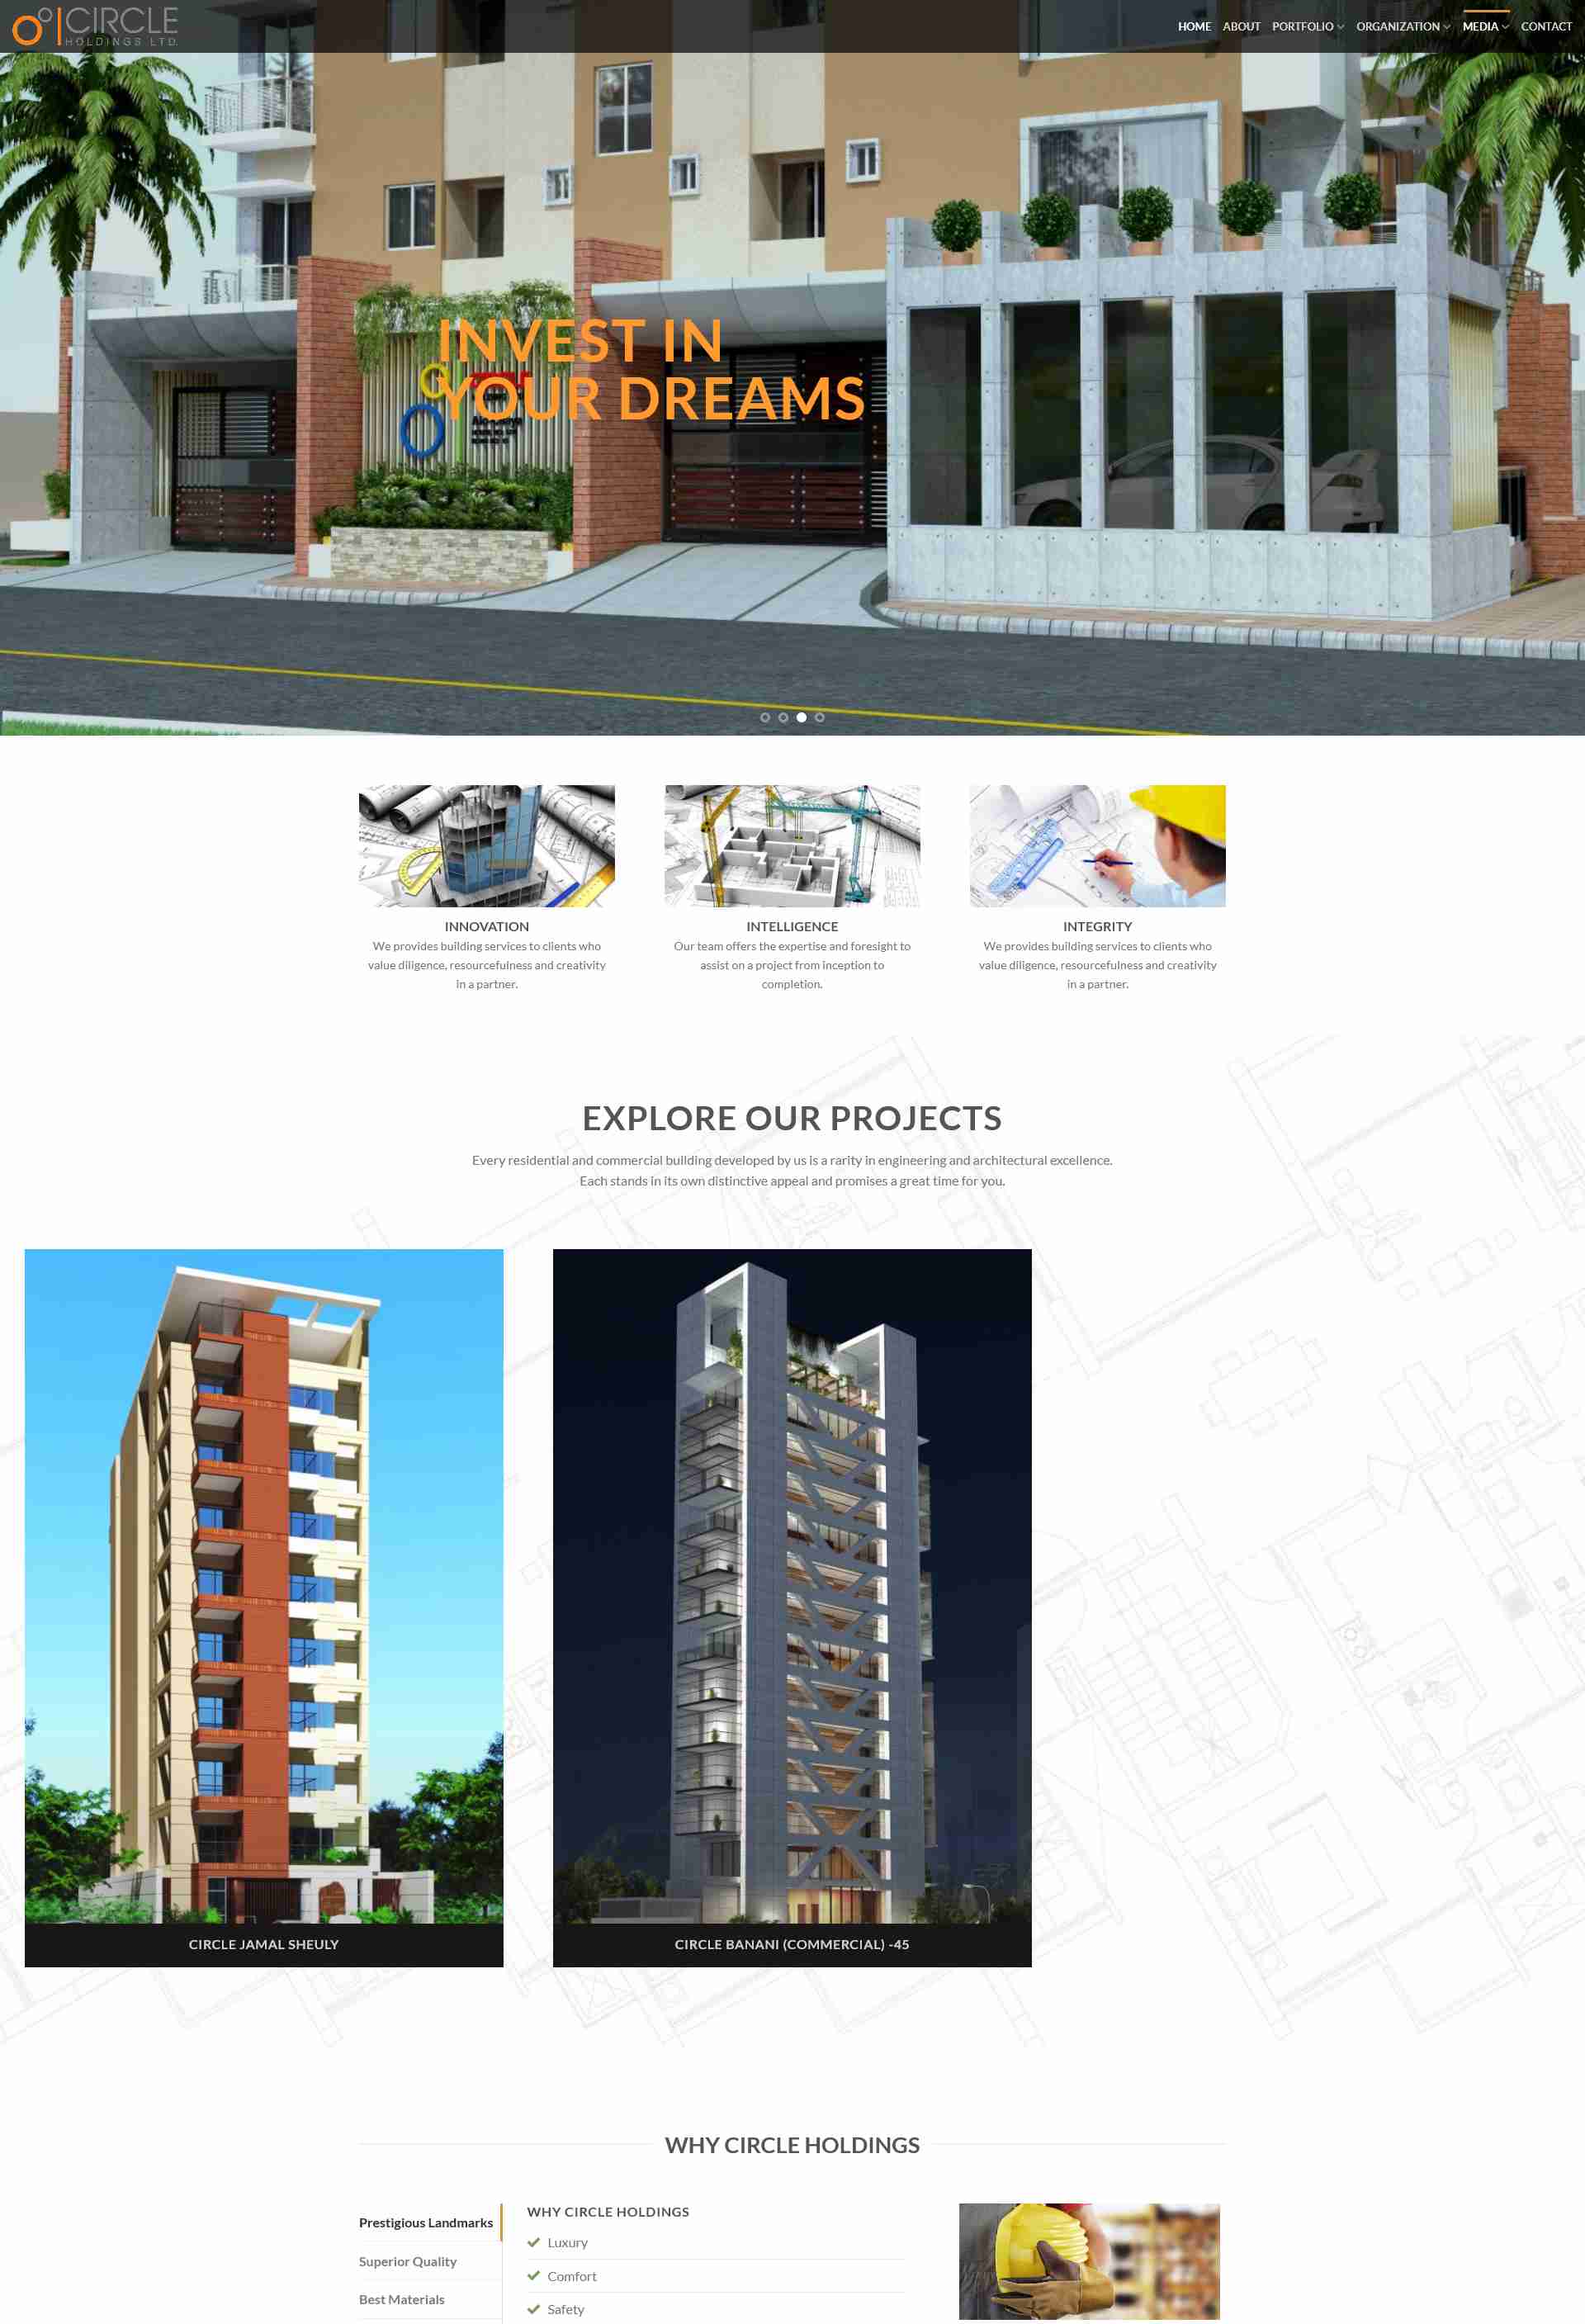 CIRCLE
HOLDINGS LTD.
HOME ABOUT PORTFOLIO ORGANIZATION MEDIA CONTACT
INVEST IN
YOUR DREAMS
INNOVATION
We provides building services to clients who
value diligence, resourcefulness and creativity
in a partner.
INTELLIGENCE
Our team offers the expertise and foresight to
assist on a project from inception to
completion.
INTEGRITY
We provides building services to clients who
value diligence, resourcefulness and creativity
in a partner.
EXPLORE OUR PROJECTS
Every residential and commercial building developed by us is a rarity in engineering and architectural excellence.
Each stands in its own distinctive appeal and promises a great time for you.
CIRCLE JAMAL SHEULY
CIRCLE BANANI (COMMERCIAL) -45
WHY CIRCLE HOLDINGS
Prestigious Landmarks
Superior Quality
Best Materials
WHY CIRCLE HOLDINGS
Luxury
Comfort
Safety